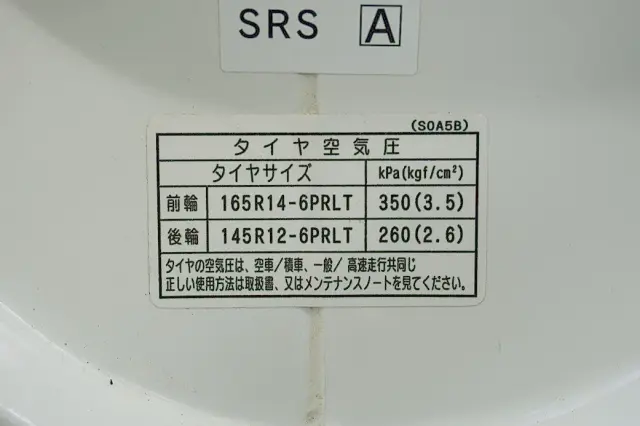 SRS A
(S0A5B)
タイヤ空気圧
タイヤサイズ kPa(kgf/cm²)
前輪 165R14-6PRLT 350(3.5)
後輪 145R12-6PRLT 260(2.6)
タイヤの空気圧は、空車/積車、一般/高速走行共同じ
正しい使用方法は取扱書、又はメンテナンスノートを見てください。